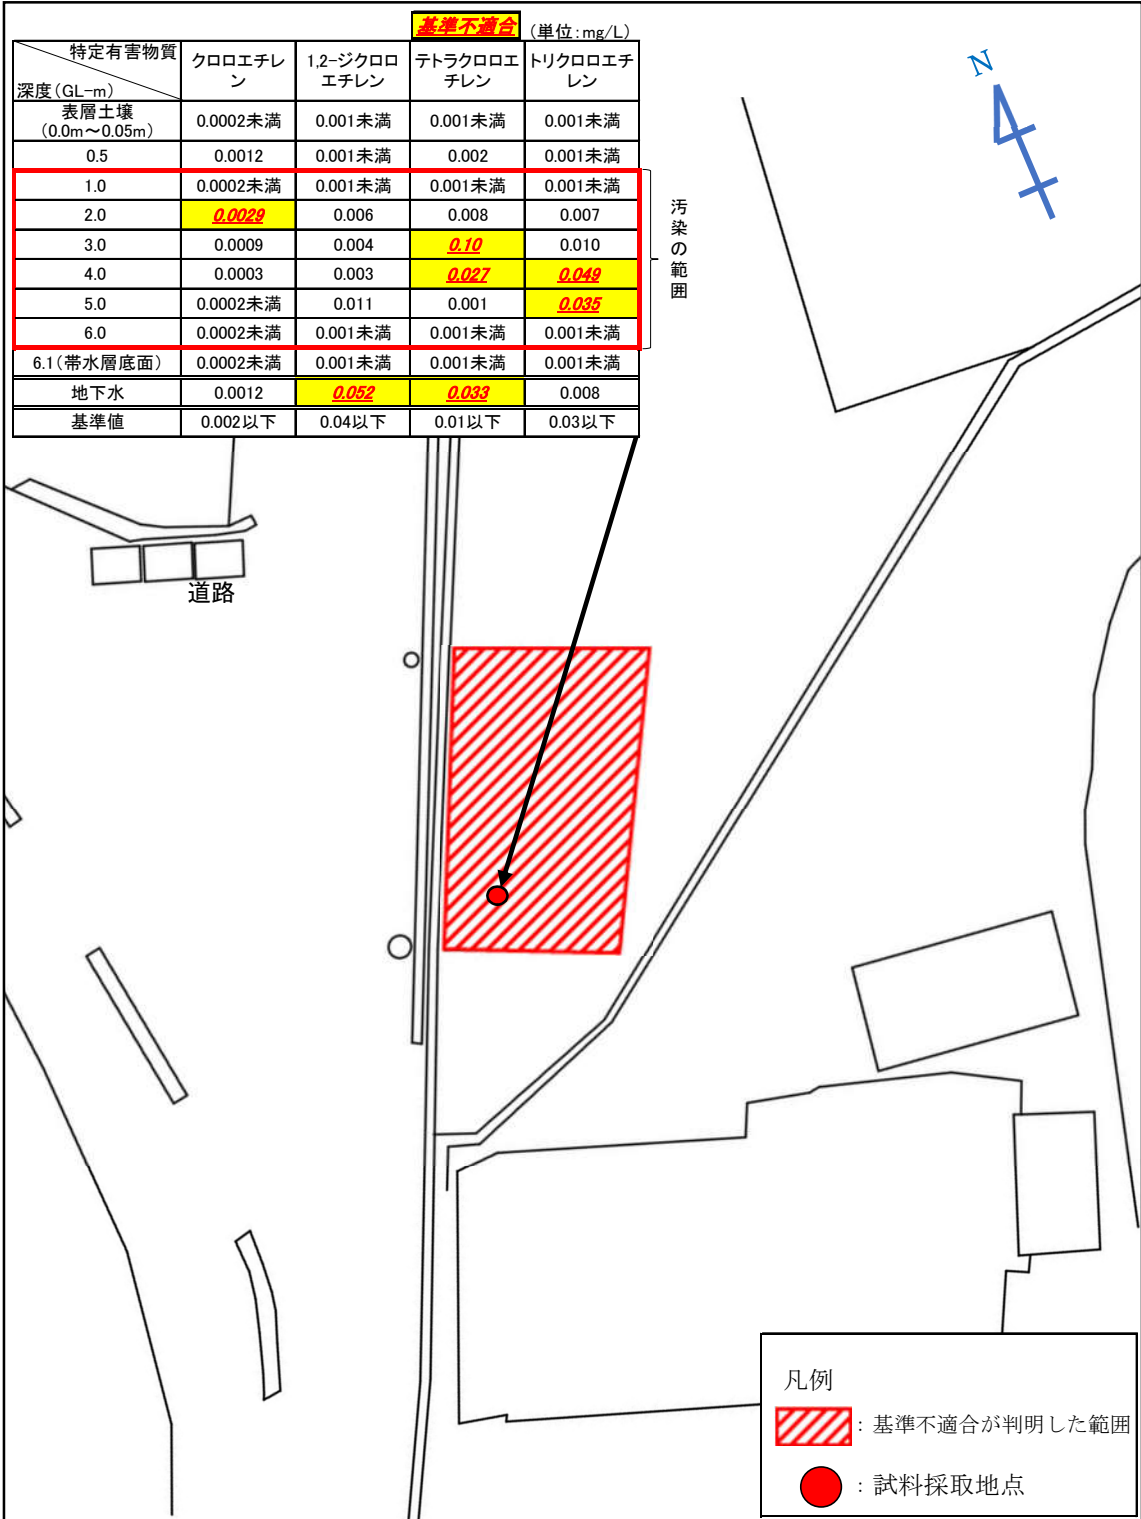 基準不適合 (単位:mg/L)
特定有害物質
深度(GL-m)
クロロエチレ
ン
1,2-ジクロロ
エチレン
テトラクロロエ
チレン
トリクロロエチ
レン
表層土壌
(0.0m～0.05m)
0.0002未満 0.001未満 0.001未満 0.001未満
0.5 0.0012 0.001未満 0.002 0.001未満
1.0 0.0002未満 0.001未満 0.001未満 0.001未満
2.0 0.0029 0.006 0.008 0.007
3.0 0.0009 0.004 0.10 0.010
4.0 0.0003 0.003 0.027 0.049
5.0 0.0002未満 0.011 0.001 0.035
6.0 0.0002未満 0.001未満 0.001未満 0.001未満
6.1(帯水層底面) 0.0002未満 0.001未満 0.001未満 0.001未満
地下水 0.0012 0.052 0.033 0.008
基準値 0.002以下 0.04以下 0.01以下 0.03以下
汚染の範囲
N
道路
凡例
：基準不適合が判明した範囲
：試料採取地点